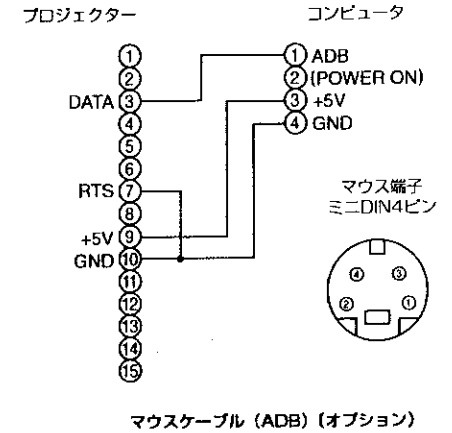 プロジェクター
コンピュータ
①
②
DATA ③
④
⑤
⑥
RTS ⑦
⑧
+5V ⑨
GND ⑩
⑪
⑫
⑬
⑭
⑮
① ADB
② (POWER ON)
③ +5V
④ GND
マウス端子
ミニDIN4ピン
④ ③
② ①
マウスケーブル（ADB）〔オプション〕